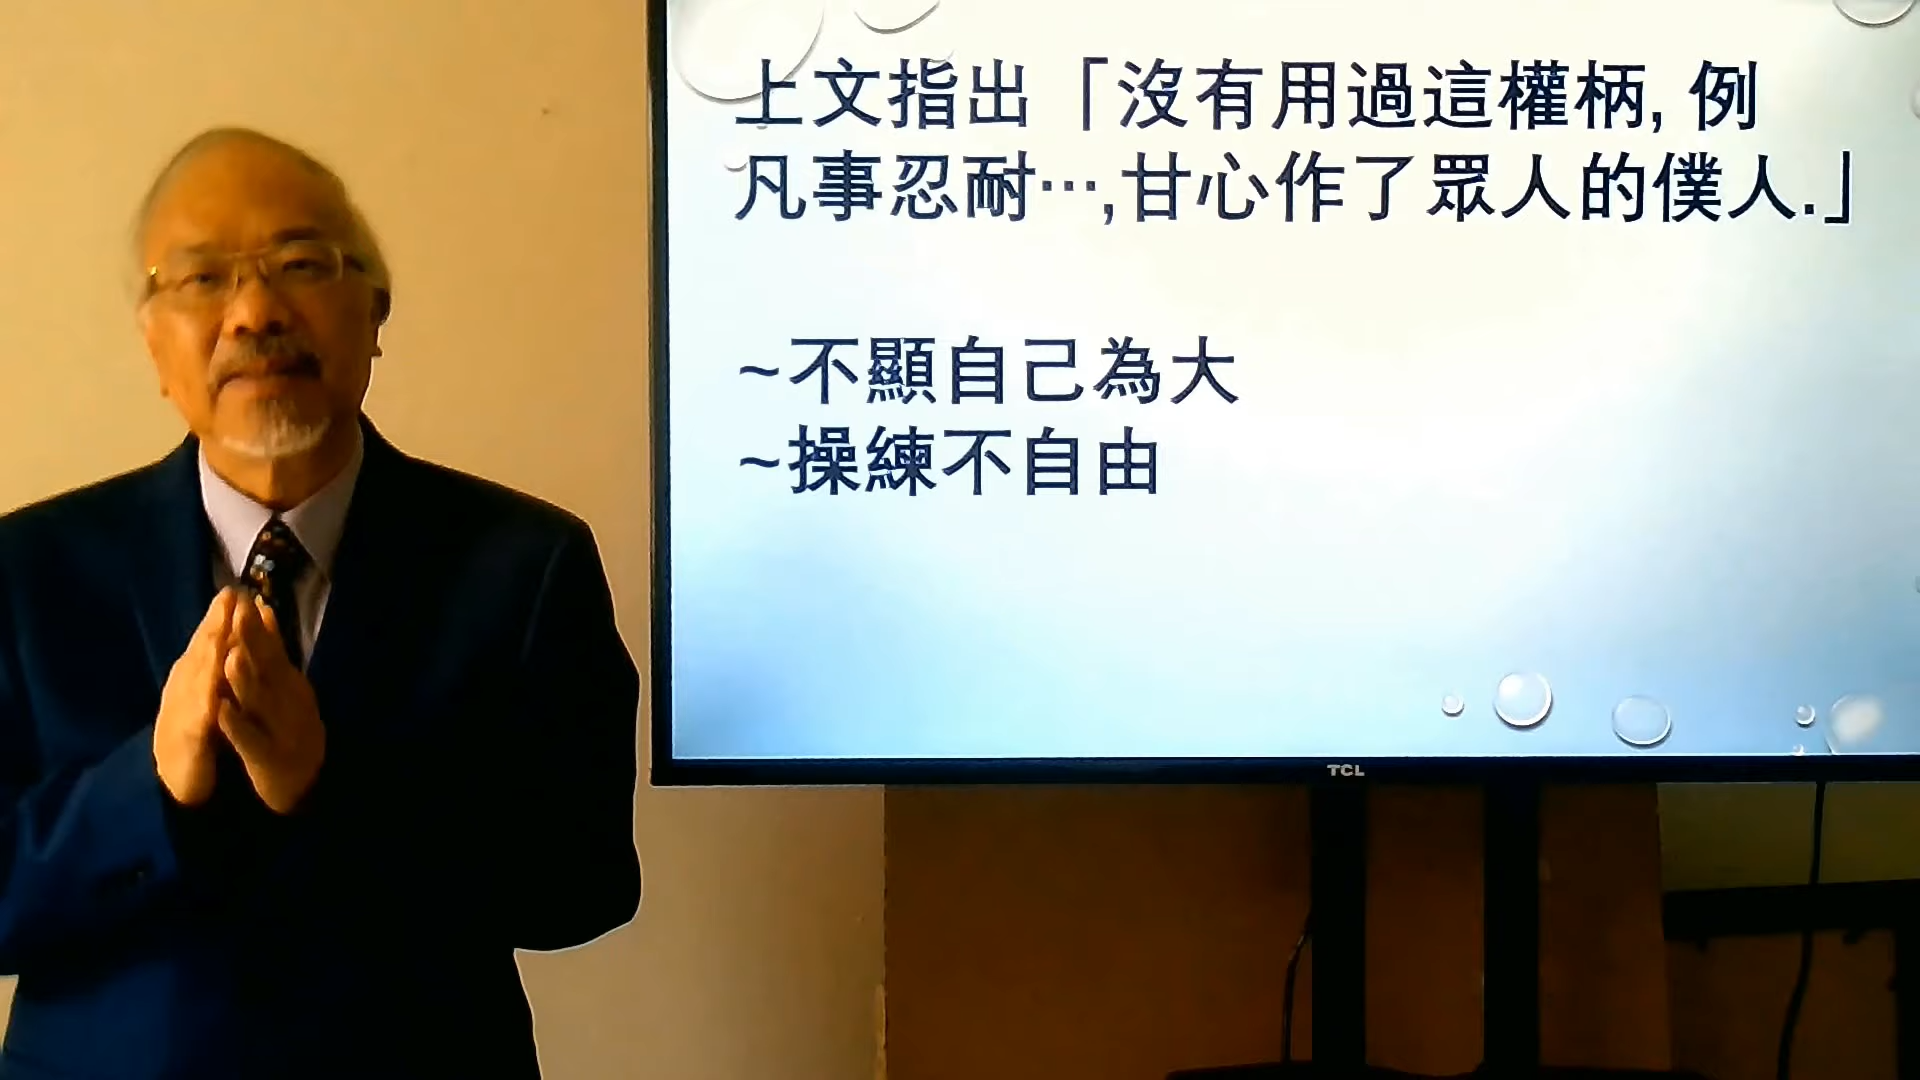 上文指出「沒有用過這權柄, 例
凡事忍耐…,甘心作了眾人的僕人.」
~不顯自己為大
~操練不自由
TCL